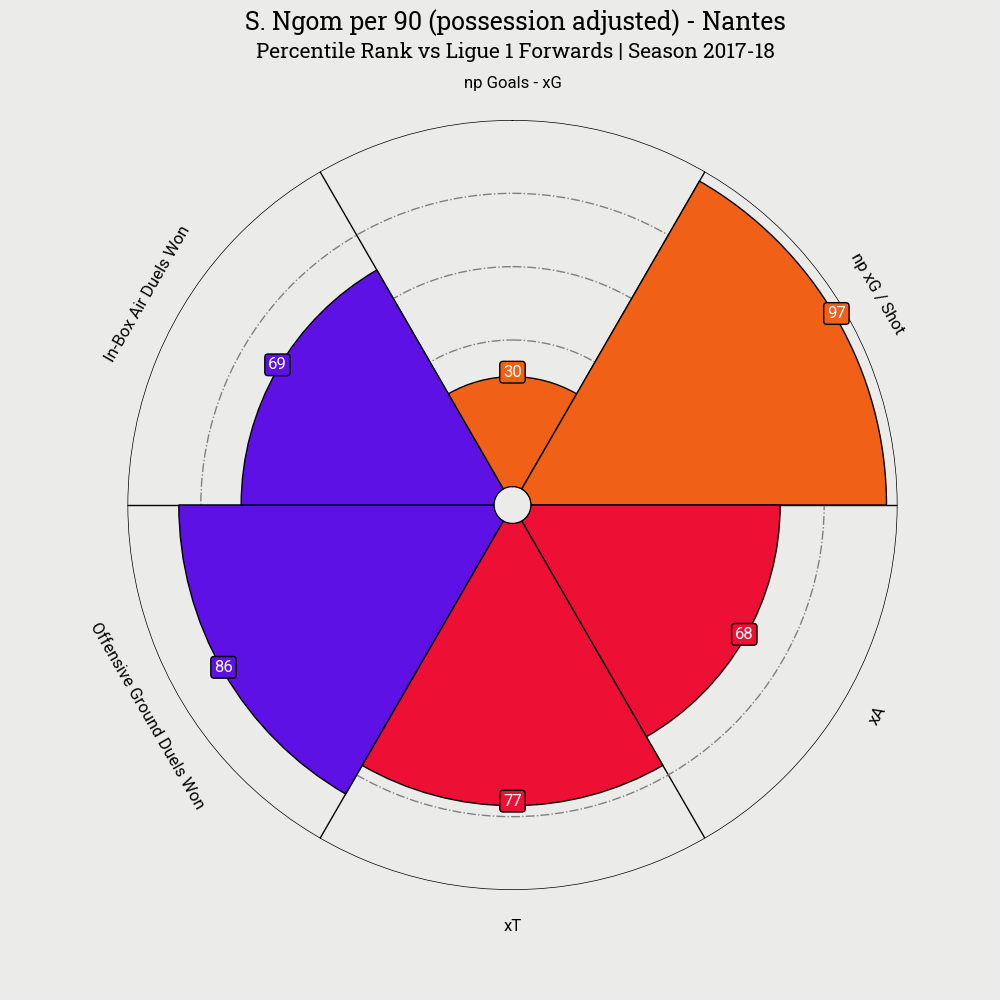 S. Ngom per 90 (possession adjusted) - Nantes
Percentile Rank vs Ligue 1 Forwards | Season 2017-18
np Goals - xG
In-Box Air Duels Won
np xG / Shot
97
69
30
86
68
77
Offensive Ground Duels Won
xA
xT